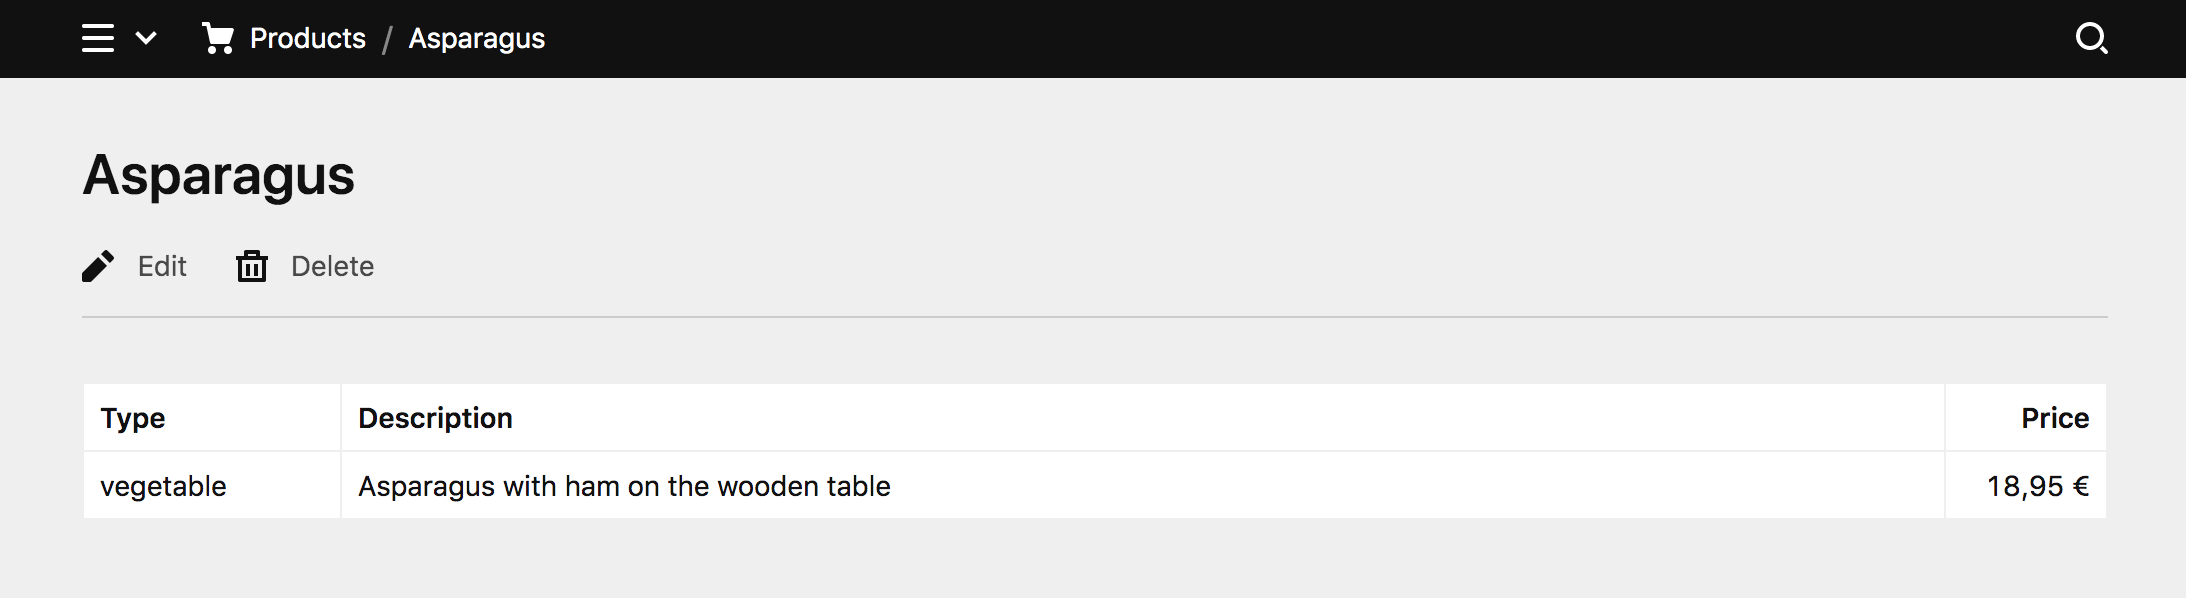 Products / Asparagus
Asparagus
Edit Delete
Type Description Price
vegetable Asparagus with ham on the wooden table 18,95 €